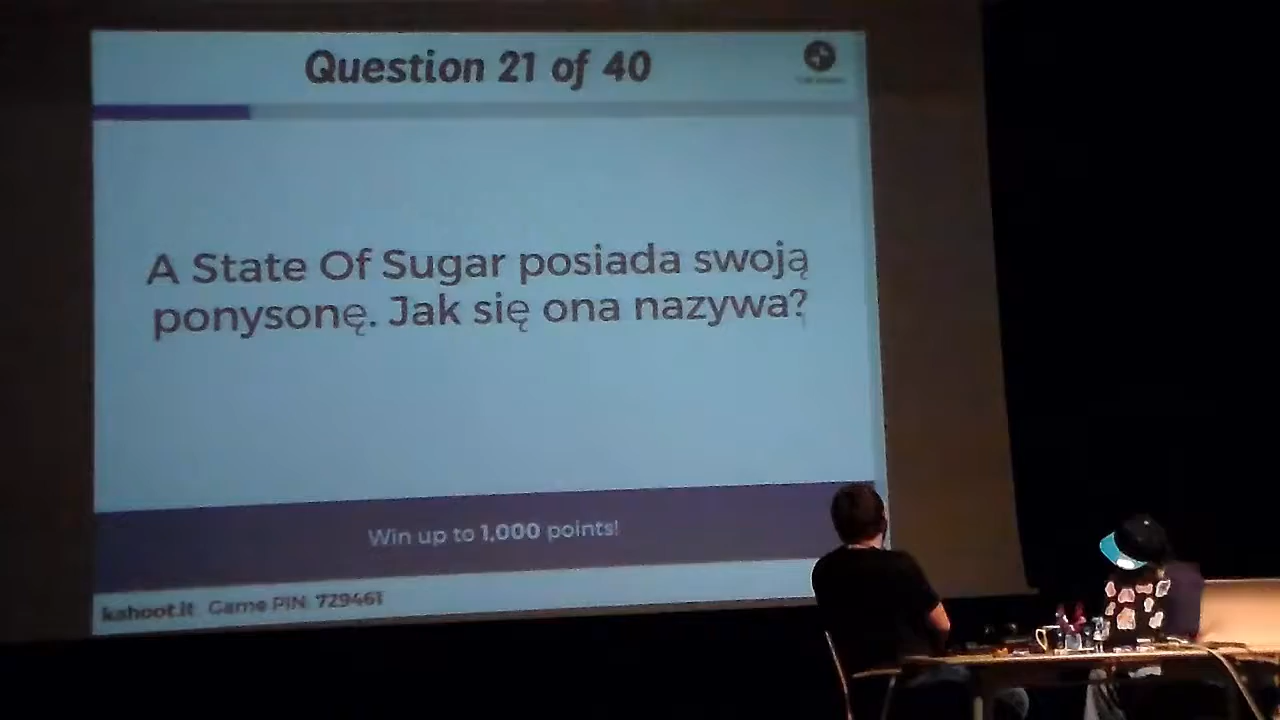 Question 21 of 40
A State Of Sugar posiada swoją
ponysonę. Jak się ona nazywa?
Win up to 1,000 points!
kahoot.it Game PIN: 729461